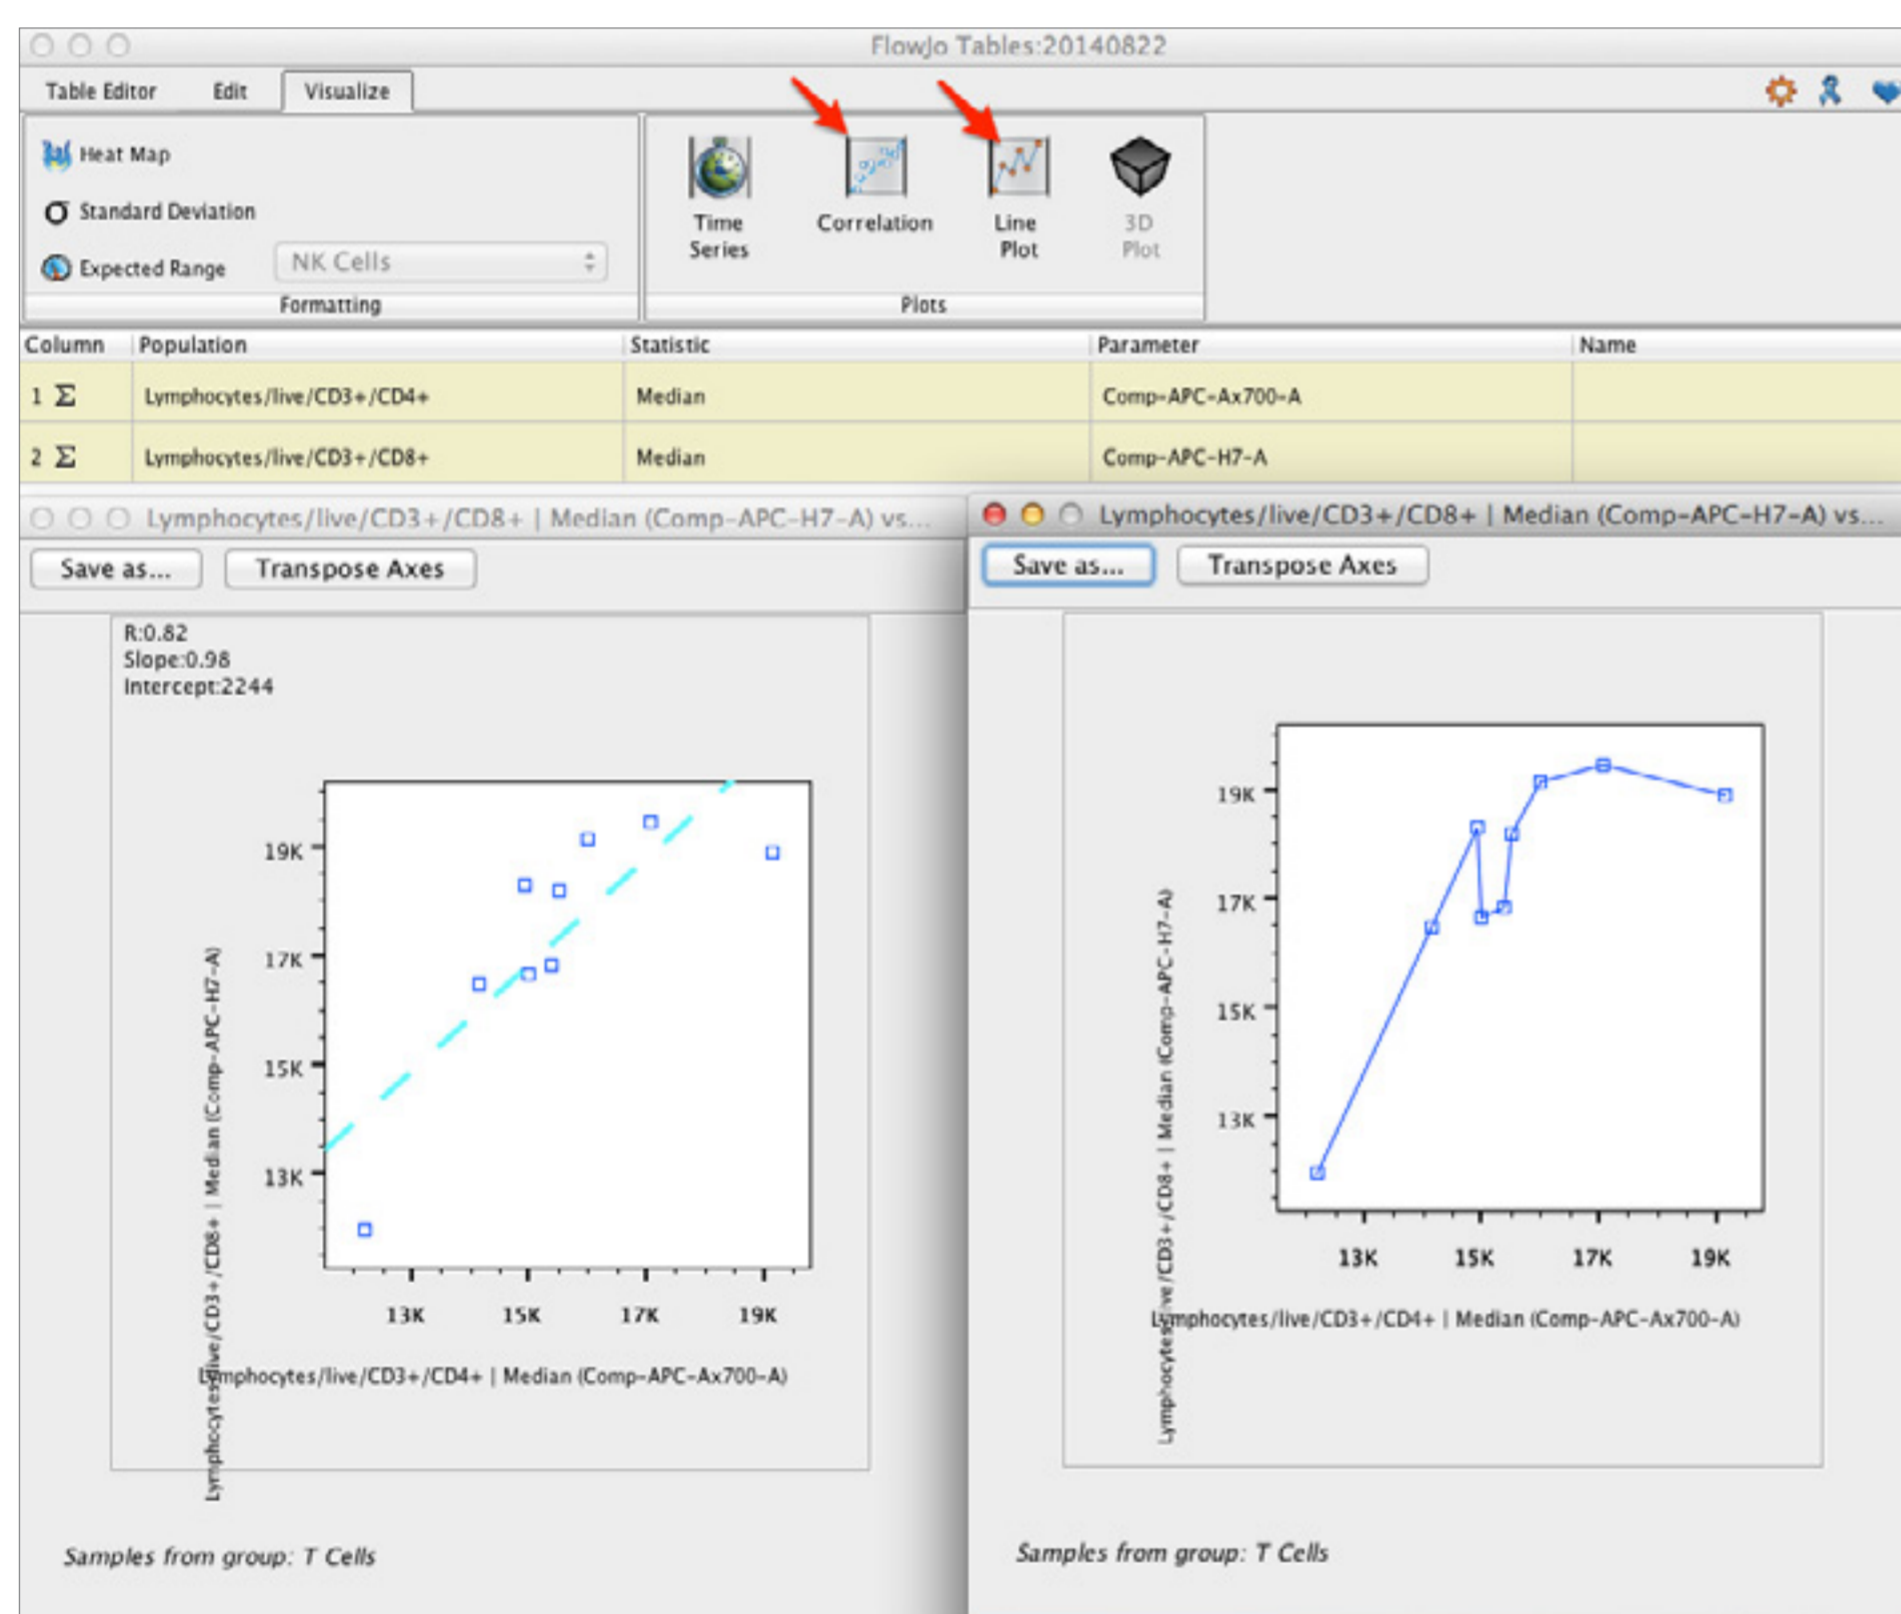 FlowJo Tables:20140822
Table Editor Edit Visualize
Heat Map
σ Standard Deviation
Expected Range NK Cells
Formatting
Time Series
Correlation
Line Plot
3D Plot
Plots
Column Population Statistic Parameter Name
1 Σ Lymphocytes/live/CD3+/CD4+ Median Comp-APC-Ax700-A
2 Σ Lymphocytes/live/CD3+/CD8+ Median Comp-APC-H7-A
Lymphocytes/live/CD3+/CD8+ | Median (Comp-APC-H7-A) vs...
Save as... Transpose Axes
R:0.82
Slope:0.98
Intercept:2244
19K
17K
15K
13K
Lymphocytes/live/CD3+/CD8+ | Median (Comp-APC-H7-A)
13K 15K 17K 19K
Lymphocytes/live/CD3+/CD4+ | Median (Comp-APC-Ax700-A)
Samples from group: T Cells
Lymphocytes/live/CD3+/CD8+ | Median (Comp-APC-H7-A) vs...
Save as... Transpose Axes
19K
17K
15K
13K
Lymphocytes/live/CD3+/CD8+ | Median (Comp-APC-H7-A)
13K 15K 17K 19K
Lymphocytes/live/CD3+/CD4+ | Median (Comp-APC-Ax700-A)
Samples from group: T Cells